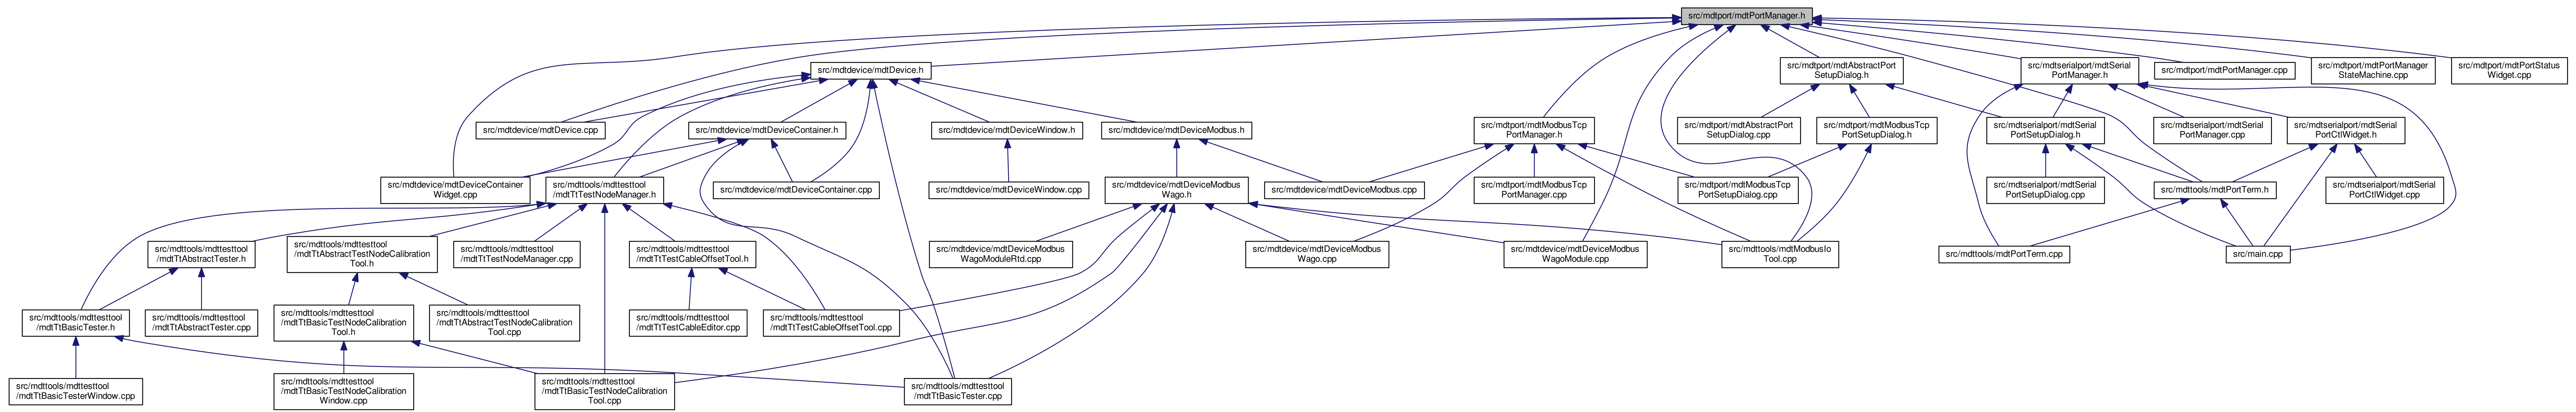 src/mdtport/mdtPortManager.h
src/mdtdevice/mdtDevice.h
src/mdtport/mdtAbstractPort
SetupDialog.h
src/mdtserialport/mdtSerial
PortManager.h
src/mdtport/mdtPortManager.cpp
src/mdtport/mdtPortManager
StateMachine.cpp
src/mdtport/mdtPortStatus
Widget.cpp
src/mdtdevice/mdtDevice.cpp
src/mdtdevice/mdtDeviceContainer.h
src/mdtdevice/mdtDeviceWindow.h
src/mdtdevice/mdtDeviceModbus.h
src/mdtport/mdtModbusTcp
PortManager.h
src/mdtport/mdtAbstractPort
SetupDialog.cpp
src/mdtport/mdtModbusTcp
PortSetupDialog.h
src/mdtserialport/mdtSerial
PortSetupDialog.h
src/mdtserialport/mdtSerial
PortManager.cpp
src/mdtserialport/mdtSerial
PortCtlWidget.h
src/mdtdevice/mdtDeviceContainer
Widget.cpp
src/mdttools/mdttesttool
/mdtTtTestNodeManager.h
src/mdtdevice/mdtDeviceContainer.cpp
src/mdtdevice/mdtDeviceWindow.cpp
src/mdtdevice/mdtDeviceModbus
Wago.h
src/mdtdevice/mdtDeviceModbus.cpp
src/mdtport/mdtModbusTcp
PortManager.cpp
src/mdtport/mdtModbusTcp
PortSetupDialog.cpp
src/mdtserialport/mdtSerial
PortSetupDialog.cpp
src/mdttools/mdtPortTerm.h
src/mdtserialport/mdtSerial
PortCtlWidget.cpp
src/mdttools/mdttesttool
/mdtTtAbstractTester.h
src/mdttools/mdttesttool
/mdtTtAbstractTestNodeCalibration
Tool.h
src/mdttools/mdttesttool
/mdtTtTestNodeManager.cpp
src/mdttools/mdttesttool
/mdtTtTestCableOffsetTool.h
src/mdtdevice/mdtDeviceModbus
WagoModuleRtd.cpp
src/mdtdevice/mdtDeviceModbus
Wago.cpp
src/mdtdevice/mdtDeviceModbus
WagoModule.cpp
src/mdttools/mdtModbusIo
Tool.cpp
src/mdttools/mdtPortTerm.cpp
src/main.cpp
src/mdttools/mdttesttool
/mdtTtBasicTester.h
src/mdttools/mdttesttool
/mdtTtAbstractTester.cpp
src/mdttools/mdttesttool
/mdtTtBasicTestNodeCalibration
Tool.h
src/mdttools/mdttesttool
/mdtTtAbstractTestNodeCalibration
Tool.cpp
src/mdttools/mdttesttool
/mdtTtTestCableEditor.cpp
src/mdttools/mdttesttool
/mdtTtTestCableOffsetTool.cpp
src/mdttools/mdttesttool
/mdtTtBasicTesterWindow.cpp
src/mdttools/mdttesttool
/mdtTtBasicTestNodeCalibration
Window.cpp
src/mdttools/mdttesttool
/mdtTtBasicTestNodeCalibration
Tool.cpp
src/mdttools/mdttesttool
/mdtTtBasicTester.cpp